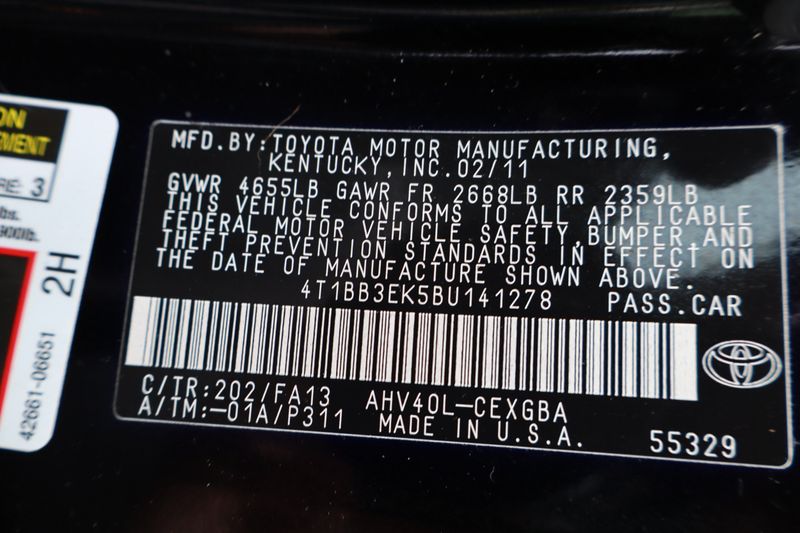 ON
EMENT
RE: 3
bs.
900lb.
2H
42661-06651
MFD.BY:TOYOTA MOTOR MANUFACTURING,
KENTUCKY,INC.02/11
GVWR 4655LB GAWR FR 2668LB RR 2359LB
THIS VEHICLE CONFORMS TO ALL APPLICABLE
FEDERAL MOTOR VEHICLE SAFETY,BUMPER,AND
THEFT PREVENTION STANDARDS IN EFFECT ON
THE DATE OF MANUFACTURE SHOWN ABOVE.
4T1BB3EK5BU141278 PASS.CAR
C/TR:202/FA13 AHV40L-CEXGBA
A/TM:-01A/P311 MADE IN U.S.A. 55329